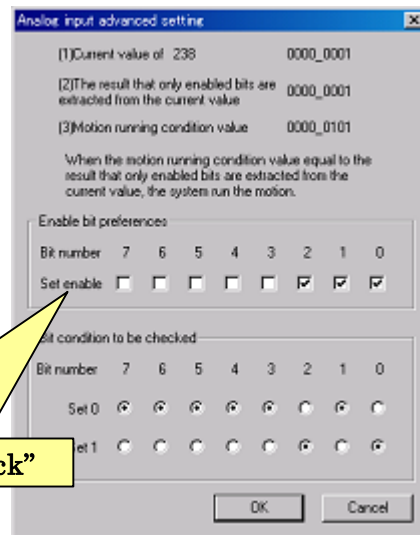 Analog input advanced setting
[1]Current value of 238 0000_0001
[2]The result that only enabled bits are
extracted from the current value 0000_0001
[3]Motion running condition value 0000_0101
When the motion running condition value equal to the
result that only enabled bits are extracted from the
current value, the system run the motion.
Enable bit preferences
Bit number 7 6 5 4 3 2 1 0
Set enable
Bit condition to be checked
Bit number 7 6 5 4 3 2 1 0
Set 0
ck” et 1
OK Cancel